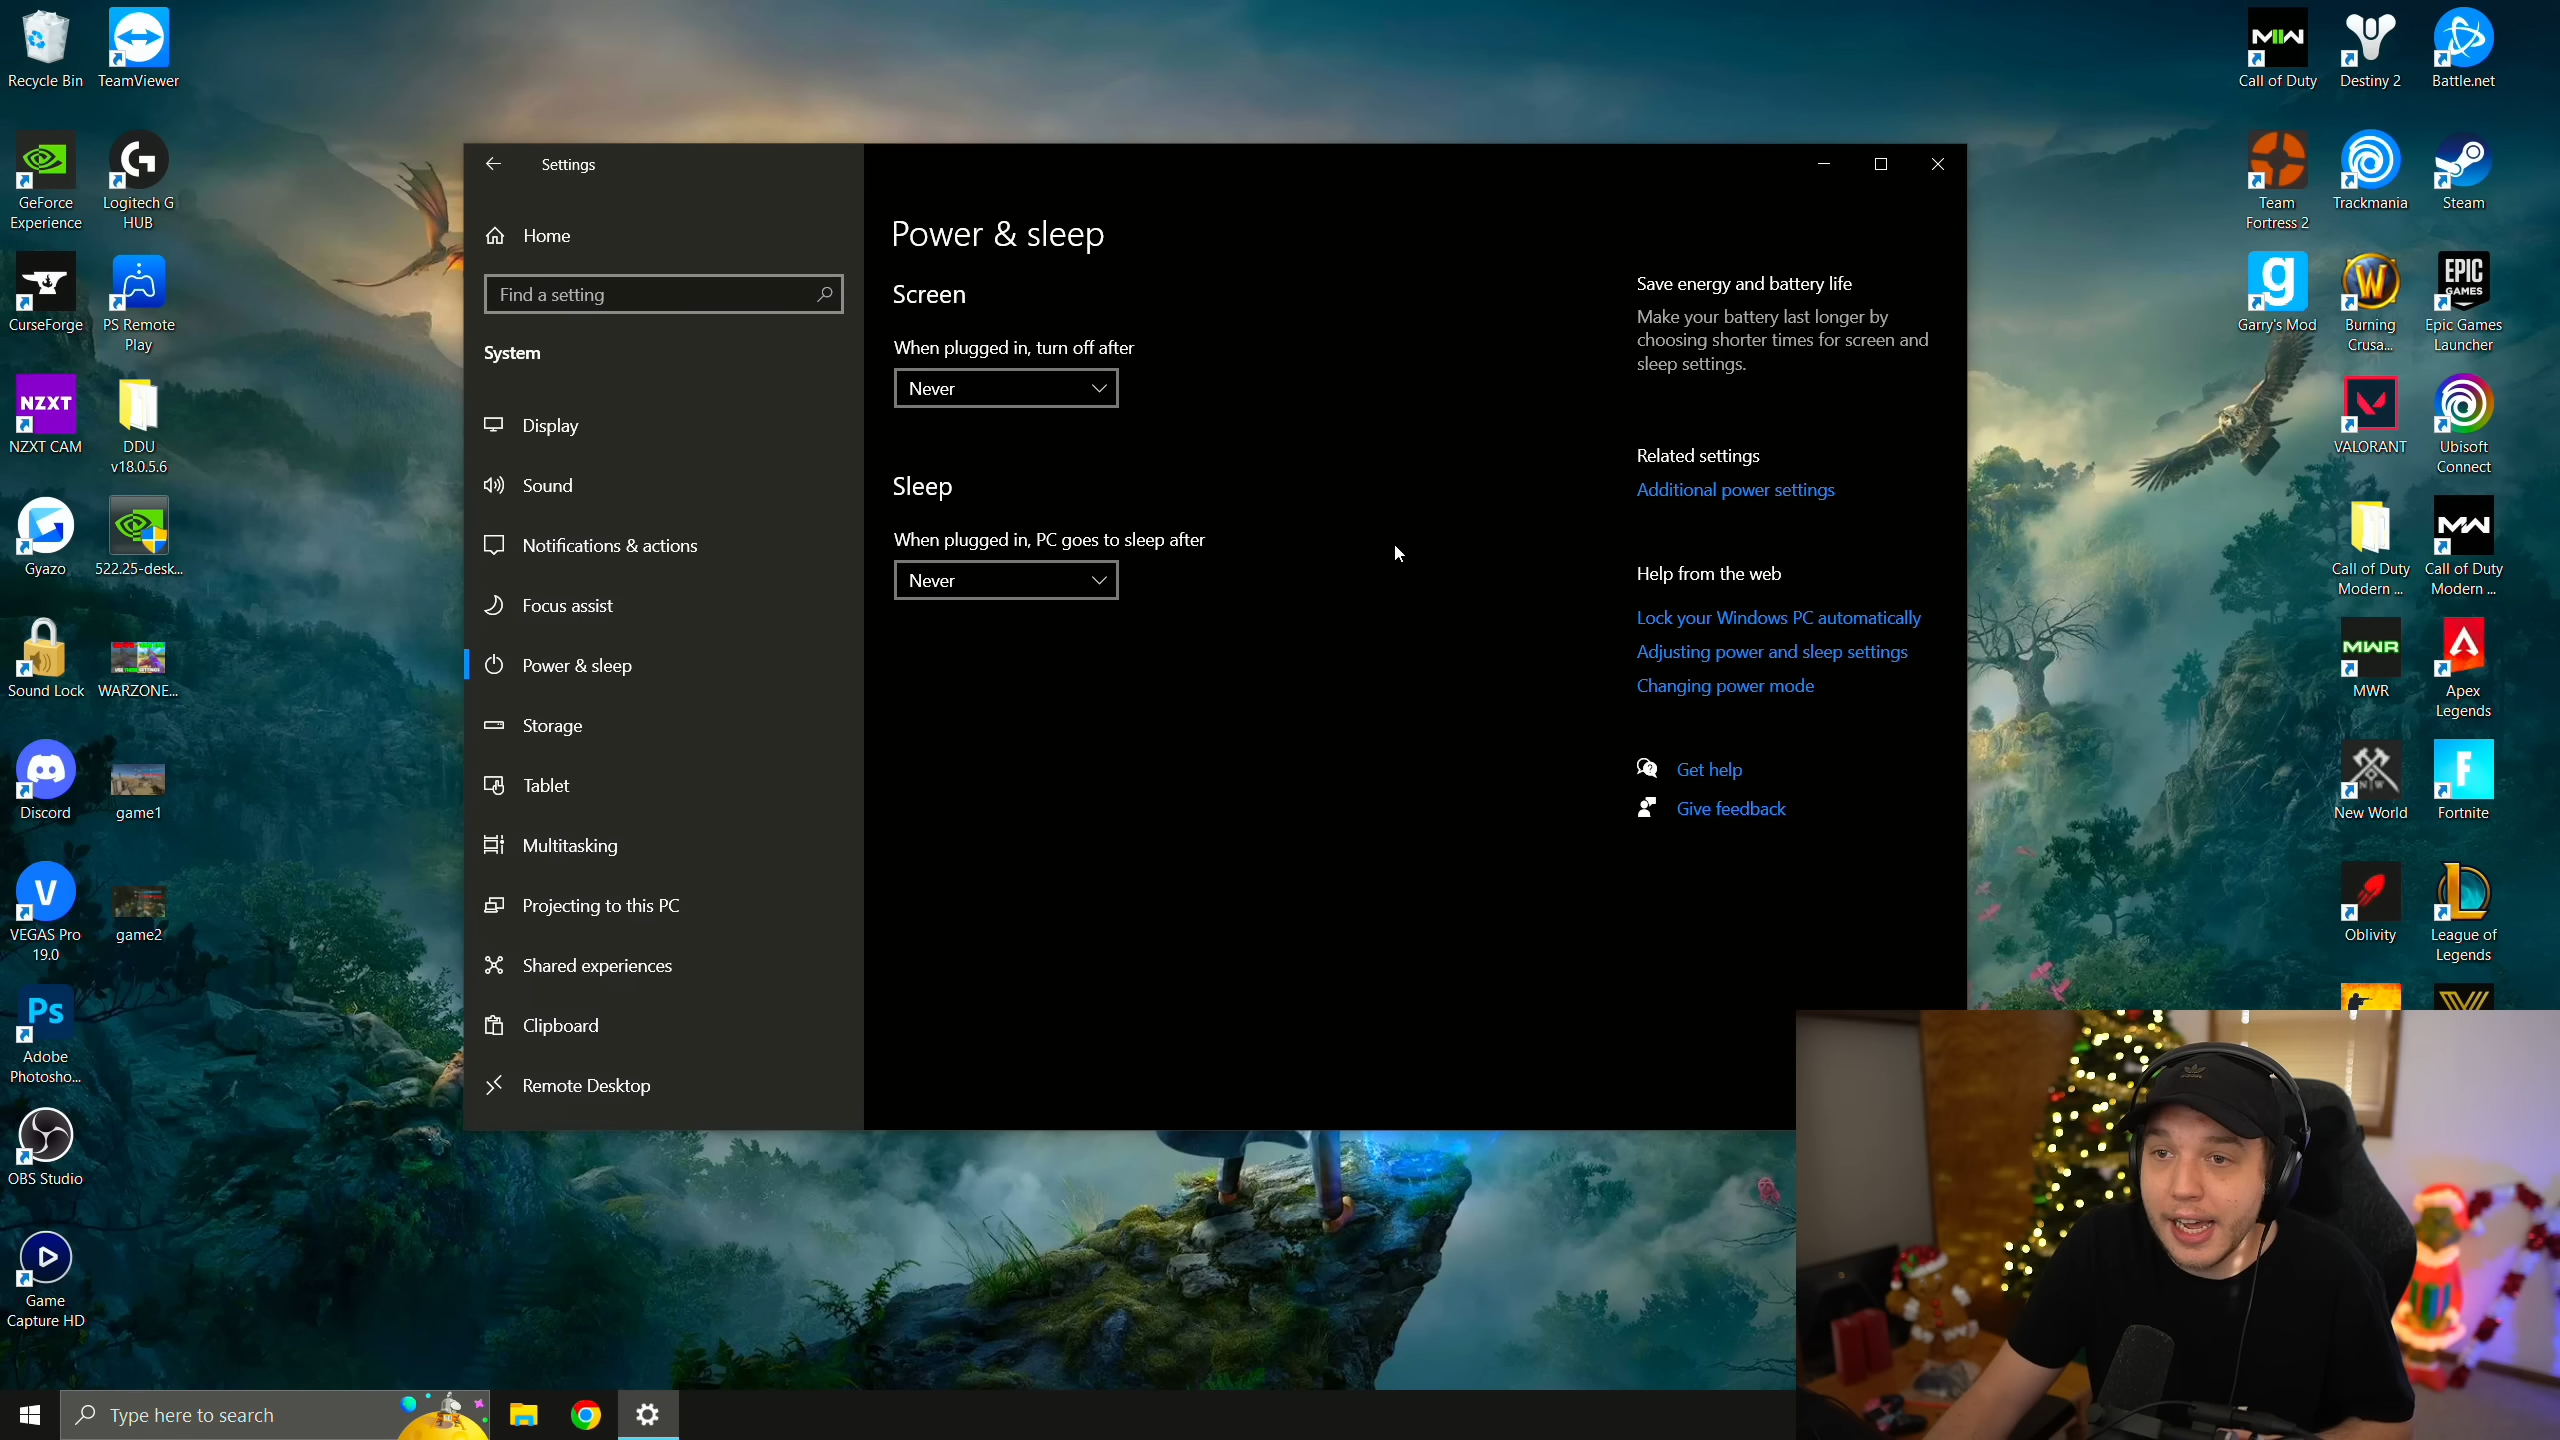 Recycle Bin
TeamViewer
GeForce
Experience
Logitech G
HUB
CurseForge
PS Remote
Play
NZXT
NZXT CAM
DDU
v18.0.5.6
Gyazo
522.25-desk...
Sound Lock
WARZONE...
Discord
game1
V
VEGAS Pro
19.0
game2
Ps
Adobe
Photosho...
OBS Studio
Game
Capture HD
Settings
Home
Find a setting
System
Display
Sound
Notifications & actions
Focus assist
Power & sleep
Storage
Tablet
Multitasking
Projecting to this PC
Shared experiences
Clipboard
Remote Desktop
Power & sleep
Screen
When plugged in, turn off after
Never
Sleep
When plugged in, PC goes to sleep after
Never
Save energy and battery life
Make your battery last longer by
choosing shorter times for screen and
sleep settings.
Related settings
Additional power settings
Help from the web
Lock your Windows PC automatically
Adjusting power and sleep settings
Changing power mode
Get help
Give feedback
MWII
Call of Duty
Destiny 2
Battle.net
Team
Fortress 2
Trackmania
Steam
g
Garry's Mod
W
Burning
Crusa...
EPIC
GAMES
Epic Games
Launcher
VALORANT
Ubisoft
Connect
Call of Duty
Modern ...
MW
Call of Duty
Modern ...
MWR
MWR
Apex
Legends
New World
F
Fortnite
Oblivity
L
League of
Legends
Type here to search